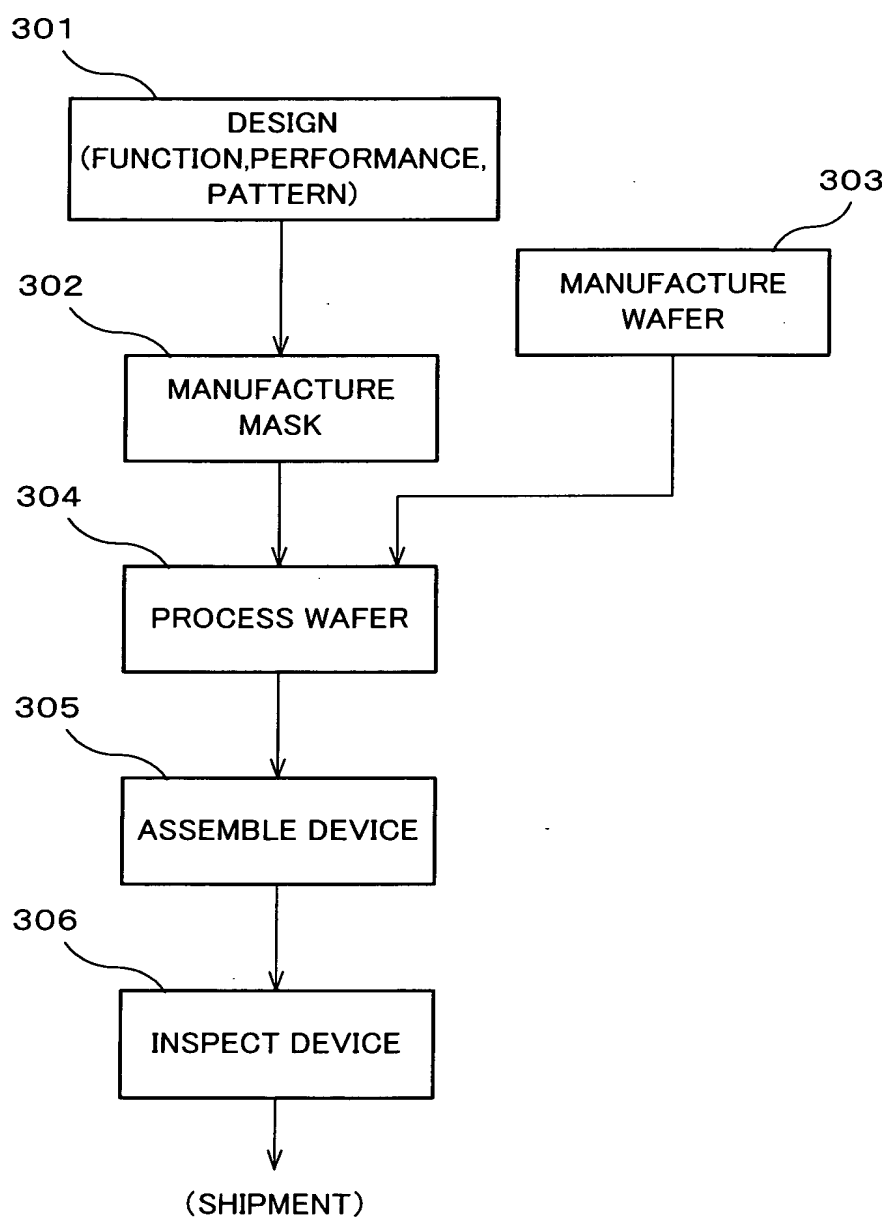 301
DESIGN
(FUNCTION,PERFORMANCE,
PATTERN)
303
MANUFACTURE
WAFER
302
MANUFACTURE
MASK
304
PROCESS WAFER
305
ASSEMBLE DEVICE
306
INSPECT DEVICE
(SHIPMENT)